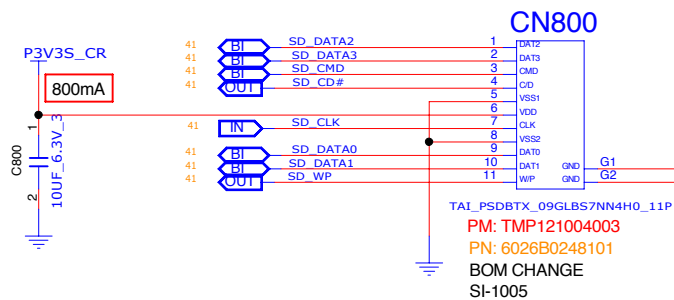 CN800
P3V3S_CR
800mA
1
C800
10UF_6.3V_3
2
41 BI SD_DATA2 1 DAT2
41 BI SD_DATA3 2 DAT3
41 BI SD_CMD 3 CMD
41 OUT SD_CD# 4 C/D
5 VSS1
6 VDD
41 IN SD_CLK 7 CLK
8 VSS2
41 BI SD_DATA0 9 DAT0
41 BI SD_DATA1 10 DAT1 GND G1
41 OUT SD_WP 11 W/P GND G2
TAI_PSDBTX_09GLBS7NN4H0_11P
PM: TMP121004003
PN: 6026B0248101
BOM CHANGE
SI-1005